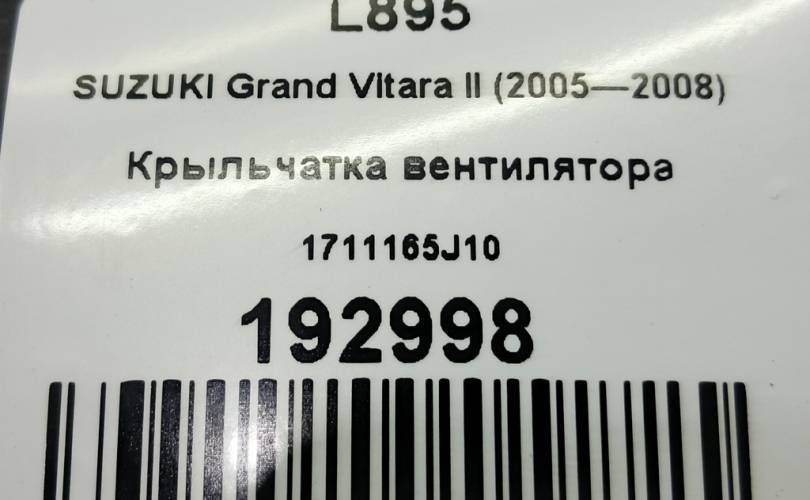 L895
SUZUKI Grand Vitara II (2005—2008)
Крыльчатка вентилятора
1711165J10
192998